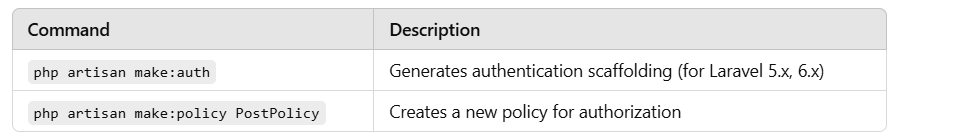 Command Description
php artisan make:auth Generates authentication scaffolding (for Laravel 5.x, 6.x)
php artisan make:policy PostPolicy Creates a new policy for authorization